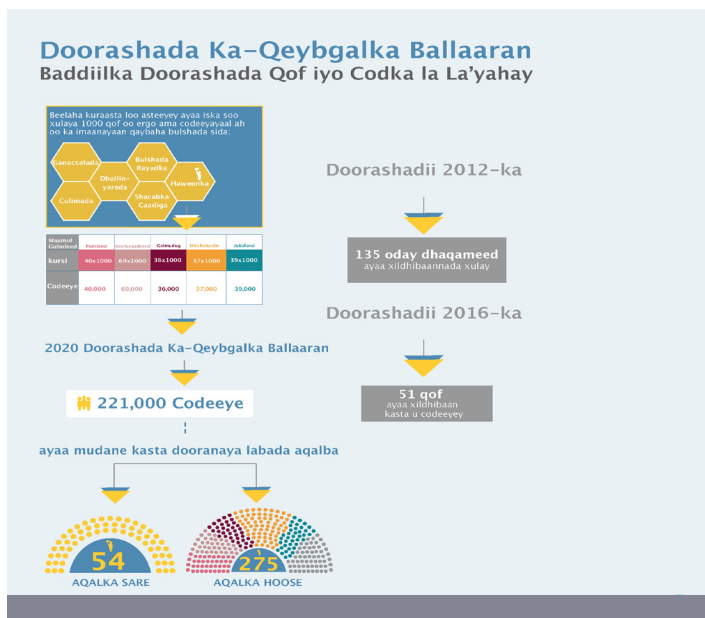 Doorashada Ka-Qeybgalka Ballaaran
Baddiilka Doorashada Qof iyo Codka la La'yahay
Beelaha kuraasta loo asteeyey ayaa iska soo
xulaya 1000 qof oo ergo ama codeeyayaal ah
oo ka imaanayaan qaybaha bulshada sida:
Ganacsatada
Bulshada
Rayadka
Dhallin-
yarada
Haweenka
Culimada
Shacabka
Caadiga
Maamul
Goboleed
Puntland
Galmudug
Jubaland
kursi
40x1000
69x1000
36x1000
37x1000
39x1000
Codeeye
40,000
69,000
36,000
37,000
39,000
2020 Doorashada Ka-Qeybgalka Ballaaran
221,000 Codeeye
ayaa mudane kasta dooranaya labada aqalba
54
AQALKA SARE
275
AQALKA HOOSE
Doorashadii 2012-ka
135 oday dhaqameed
ayaa xildhibaannada xulay
Doorashadii 2016-ka
51 qof
ayaa xildhibaan
kasta u codeeyey